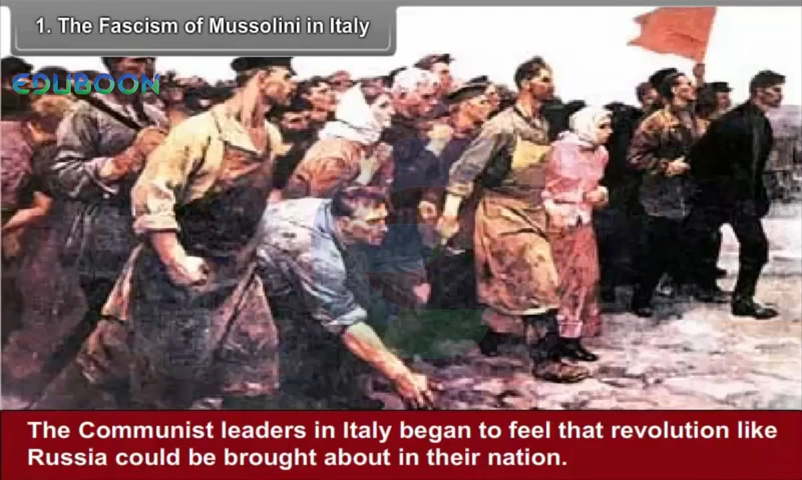 1. The Fascism of Mussolini in Italy
EDUBOON
The Communist leaders in Italy began to feel that revolution like
Russia could be brought about in their nation.